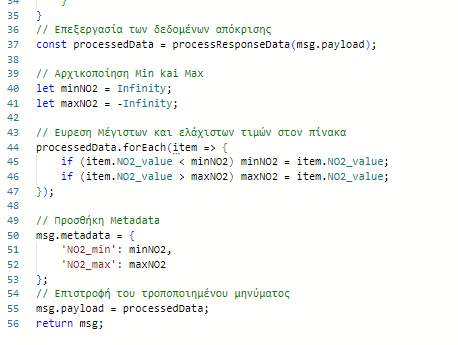 34 }
35 }
36 // Επεξεργασία των δεδομένων απόκρισης
37 const processedData = processResponseData(msg.payload);
38
39 // Αρχικοποίηση Min kai Max
40 let minNO2 = Infinity;
41 let maxNO2 = -Infinity;
42
43 // Ευρεση Μέγιστων και ελάχιστων τιμών στον πίνακα
44 processedData.forEach(item => {
45 if (item.NO2_value < minNO2) minNO2 = item.NO2_value;
46 if (item.NO2_value > maxNO2) maxNO2 = item.NO2_value;
47 });
48
49 // Προσθήκη Metadata
50 msg.metadata = {
51 'NO2_min': minNO2,
52 'NO2_max': maxNO2
53 };
54 // Επιστροφή του τροποποιημένου μηνύματος
55 msg.payload = processedData;
56 return msg;